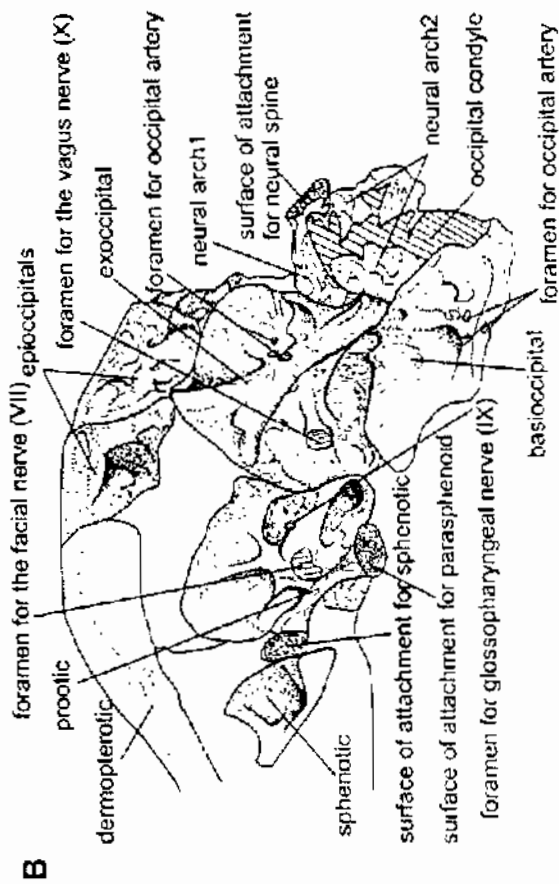 B
foramen for the facial nerve (VII)
prootic
dermopterotic
epioccipitals
foramen for the vagus nerve (X)
exoccipital
foramen for occipital artery
neural arch1
surface of attachment
for neural spine
neural arch2
occipital condyle
foramen for occipital artery
basioccipital
sphenotic
surface of attachment for sphenotic
surface of attachment for parasphenoid
foramen for glossopharyngeal nerve (IX)